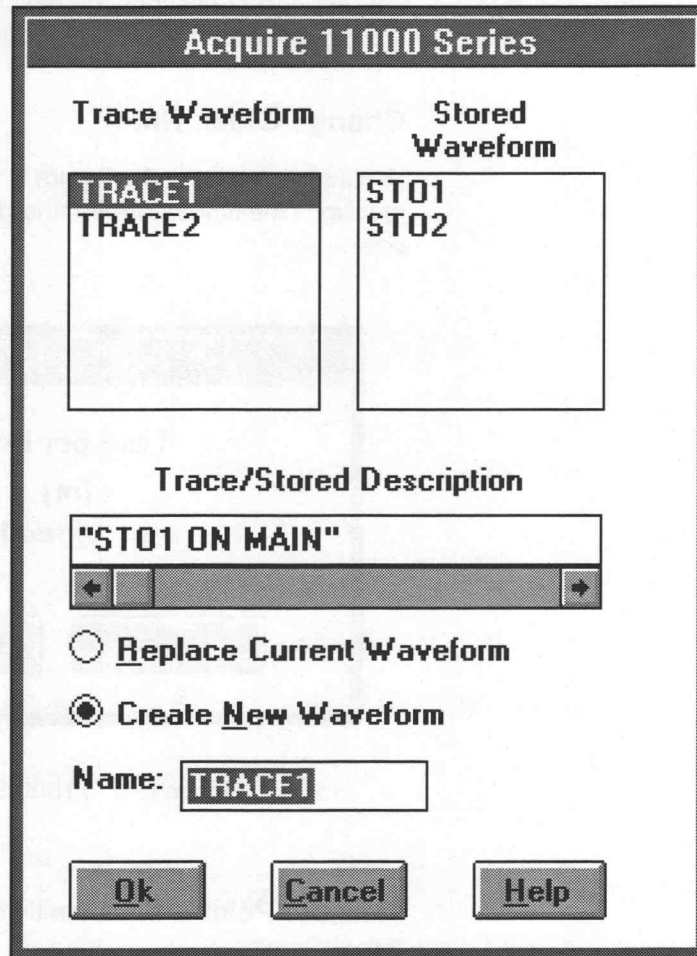 Acquire 11000 Series
Trace Waveform
Stored
Waveform
TRACE1
TRACE2
STO1
STO2
Trace/Stored Description
"STO1 ON MAIN"
Replace Current Waveform
Create New Waveform
Name: TRACE1
Ok
Cancel
Help